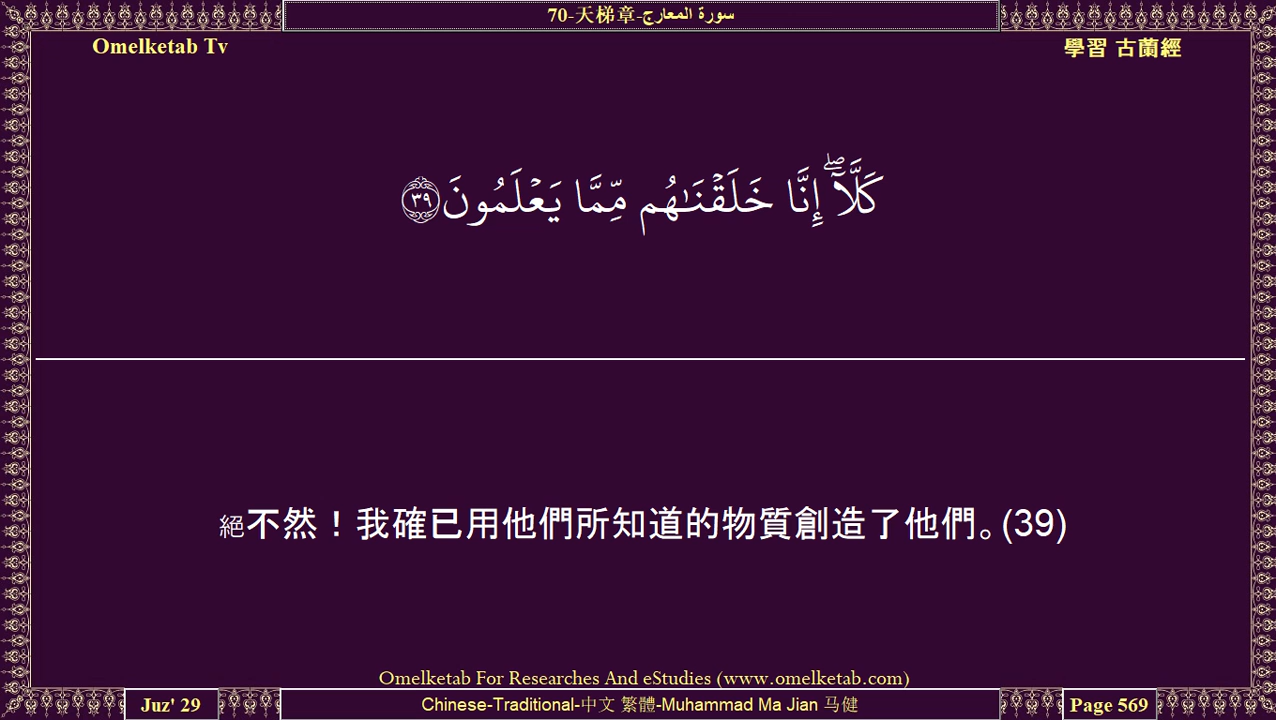 70-天梯章-سورة المعارج
Omelketab Tv
學習 古蘭經
كَلَّآ ۖ إِنَّا خَلَقْنَـٰهُم مِّمَّا يَعْلَمُونَ ٣٩
絕不然！我確已用他們所知道的物質創造了他們。(39)
Omelketab For Researches And eStudies (www.omelketab.com)
Juz' 29
Chinese-Traditional-中文 繁體-Muhammad Ma Jian 马健
Page 569